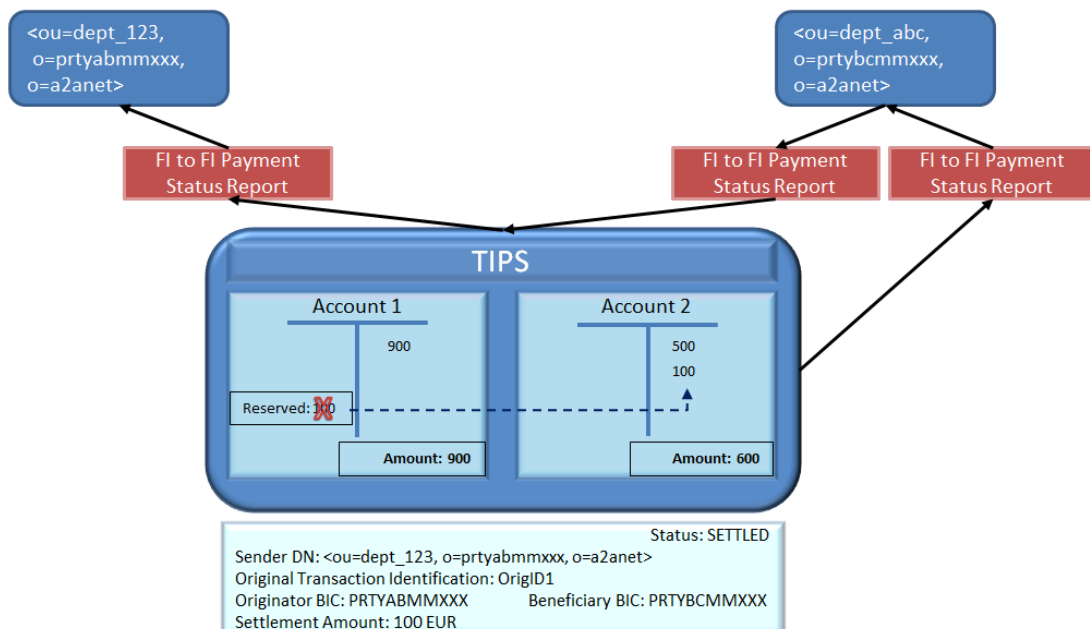 <ou=dept_123,
o=prtyabmmxxx,
o=a2anet>
<ou=dept_abc,
o=prtybcmmxxx,
o=a2anet>
FI to FI Payment
Status Report
FI to FI Payment
Status Report
FI to FI Payment
Status Report
TIPS
Account 1
900
Reserved: 100
Amount: 900
Account 2
500
100
Amount: 600
Status: SETTLED
Sender DN: <ou=dept_123, o=prtyabmmxxx, o=a2anet>
Original Transaction Identification: OrigID1
Originator BIC: PRTYABMMXXX Beneficiary BIC: PRTYBCMMXXX
Settlement Amount: 100 EUR